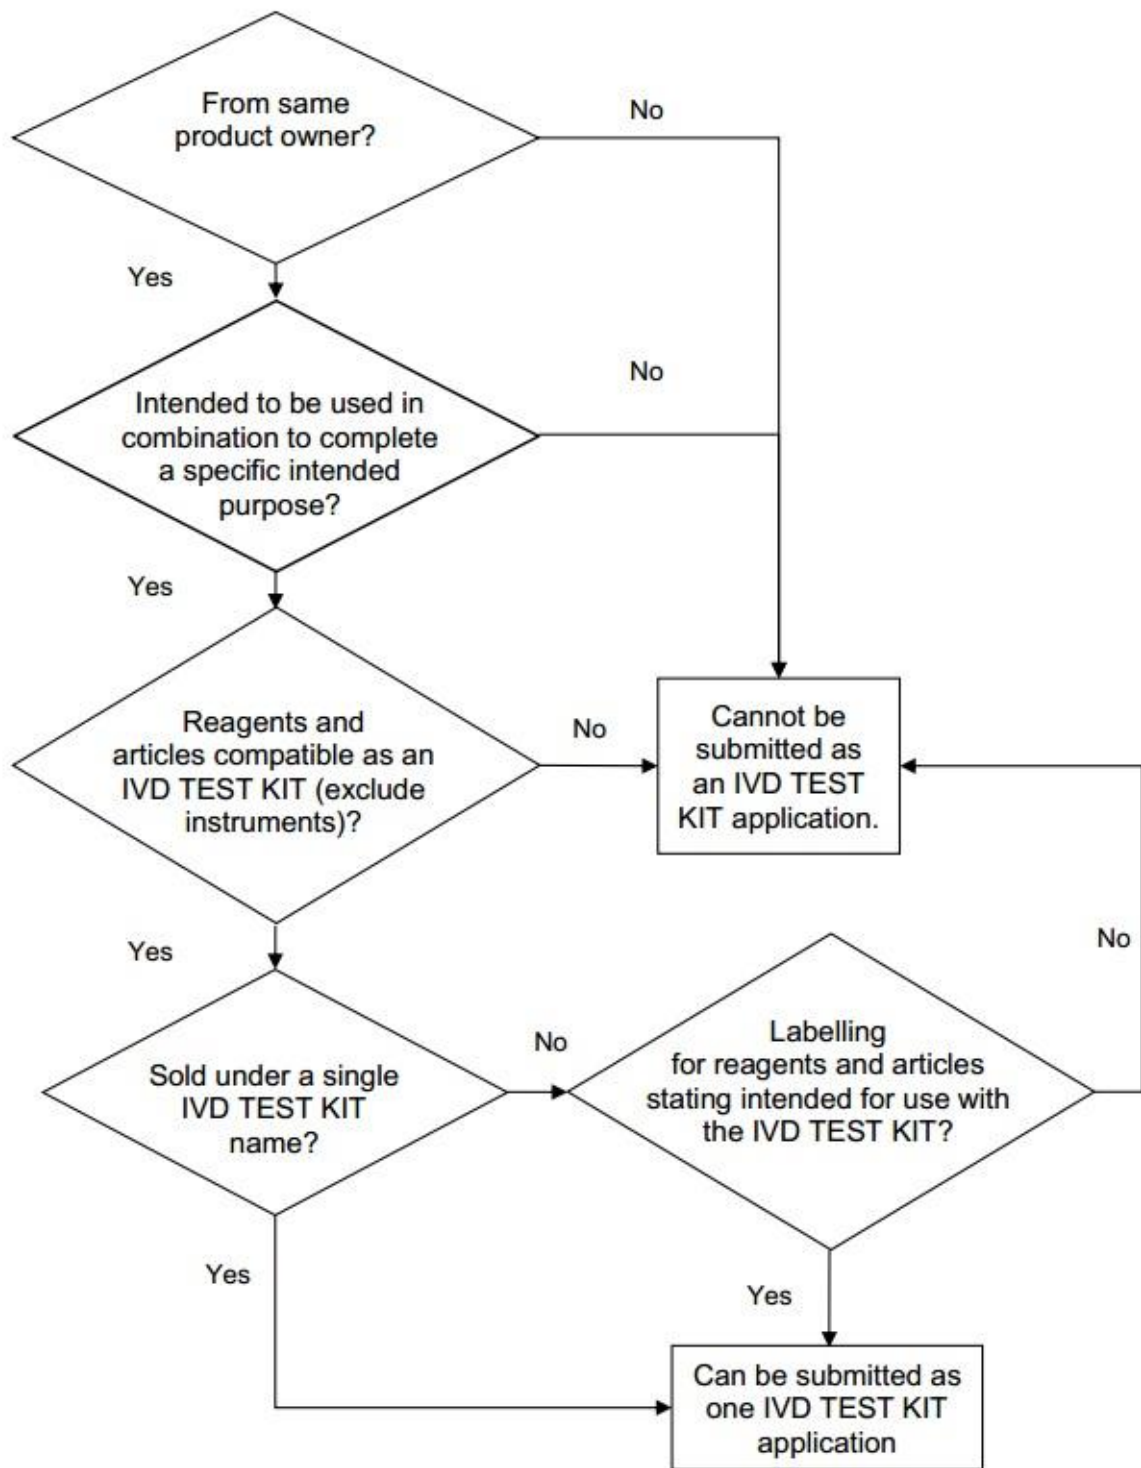 From same
product owner?
No
Yes
Intended to be used in
combination to complete
a specific intended
purpose?
No
Yes
Reagents and
articles compatible as an
IVD TEST KIT (exclude
instruments)?
No
Cannot be
submitted as
an IVD TEST
KIT application.
Yes
Sold under a single
IVD TEST KIT
name?
No
Labelling
for reagents and articles
stating intended for use with
the IVD TEST KIT?
No
Yes
Yes
Can be submitted as
one IVD TEST KIT
application